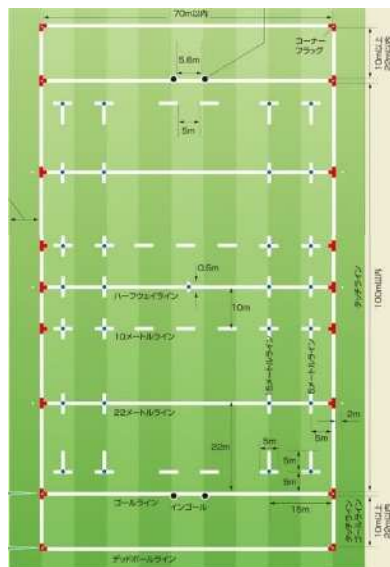 70m以内
コーナー
フラッグ
10m以上
22m以内
5.6m
5m
100m以内
タッチライン
0.5m
ハーフウェイライン
10m
10メートルライン
15メートルライン
5メートルライン
22メートルライン
2m
5m
22m
5m
5m
5m
ゴールライン
インゴール
15m
タッチライン
ゴールライン
10m以上
22m以内
デッドボールライン